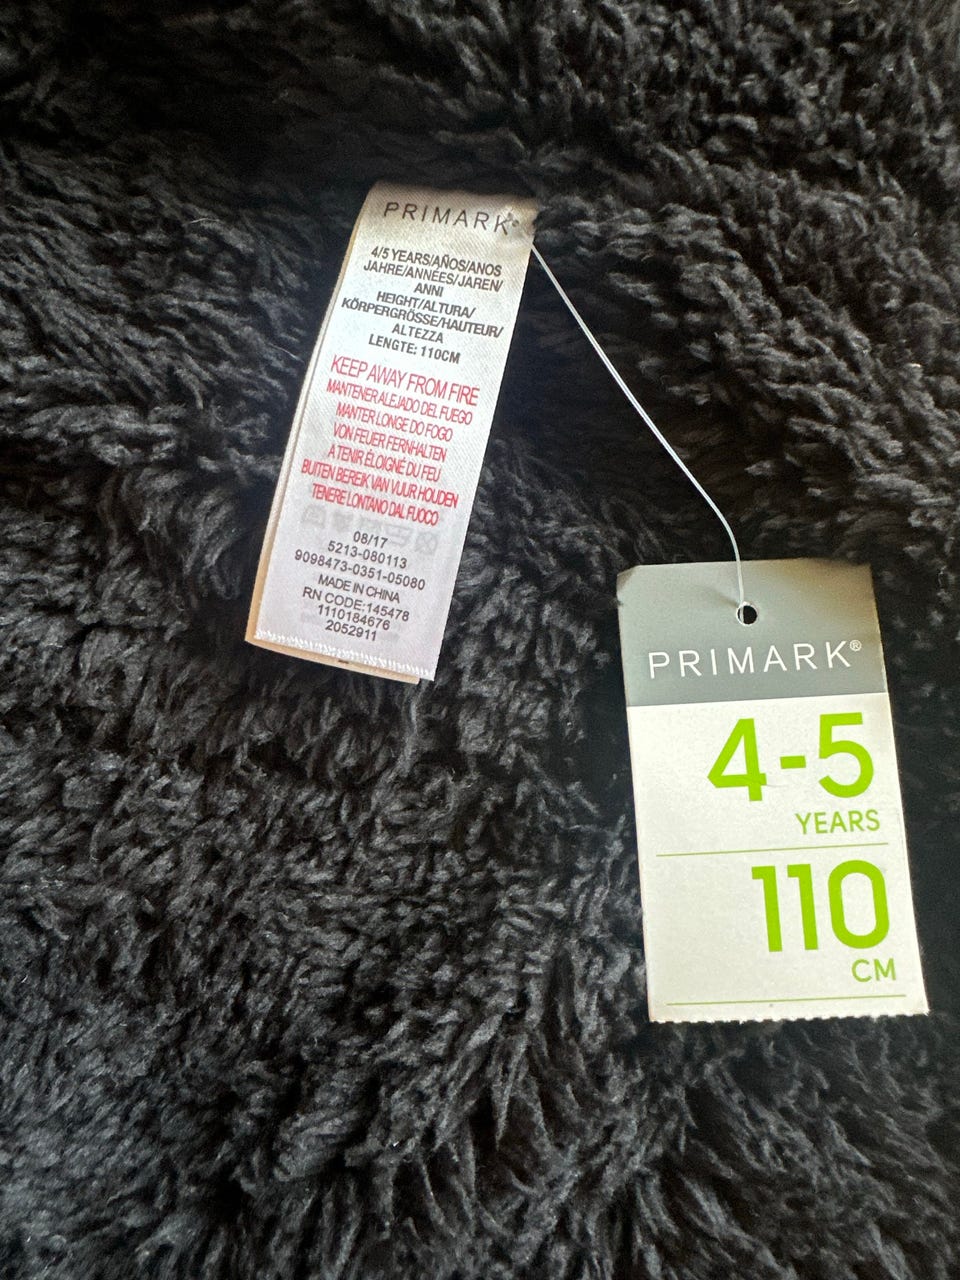 PRIMARK®
4/5 YEARS/AÑOS/ANOS
JAHRE/ANNÉES/JAREN/
ANNI
HEIGHT/ALTURA/
KÖRPERGRÖSSE/HAUTEUR/
ALTEZZA
LENGTE: 110CM
KEEP AWAY FROM FIRE
MANTENER ALEJADO DEL FUEGO
MANTER LONGE DO FOGO
VON FEUER FERNHALTEN
A TENIR ÉLOIGNÉ DU FEU
BUITEN BEREIK VAN VUUR HOUDEN
TENERE LONTANO DAL FUOCO
08/17
5213-080113
9098473-0351-05080
MADE IN CHINA
RN CODE:145478
1110184676
2052911
PRIMARK®
4-5
YEARS
110
CM